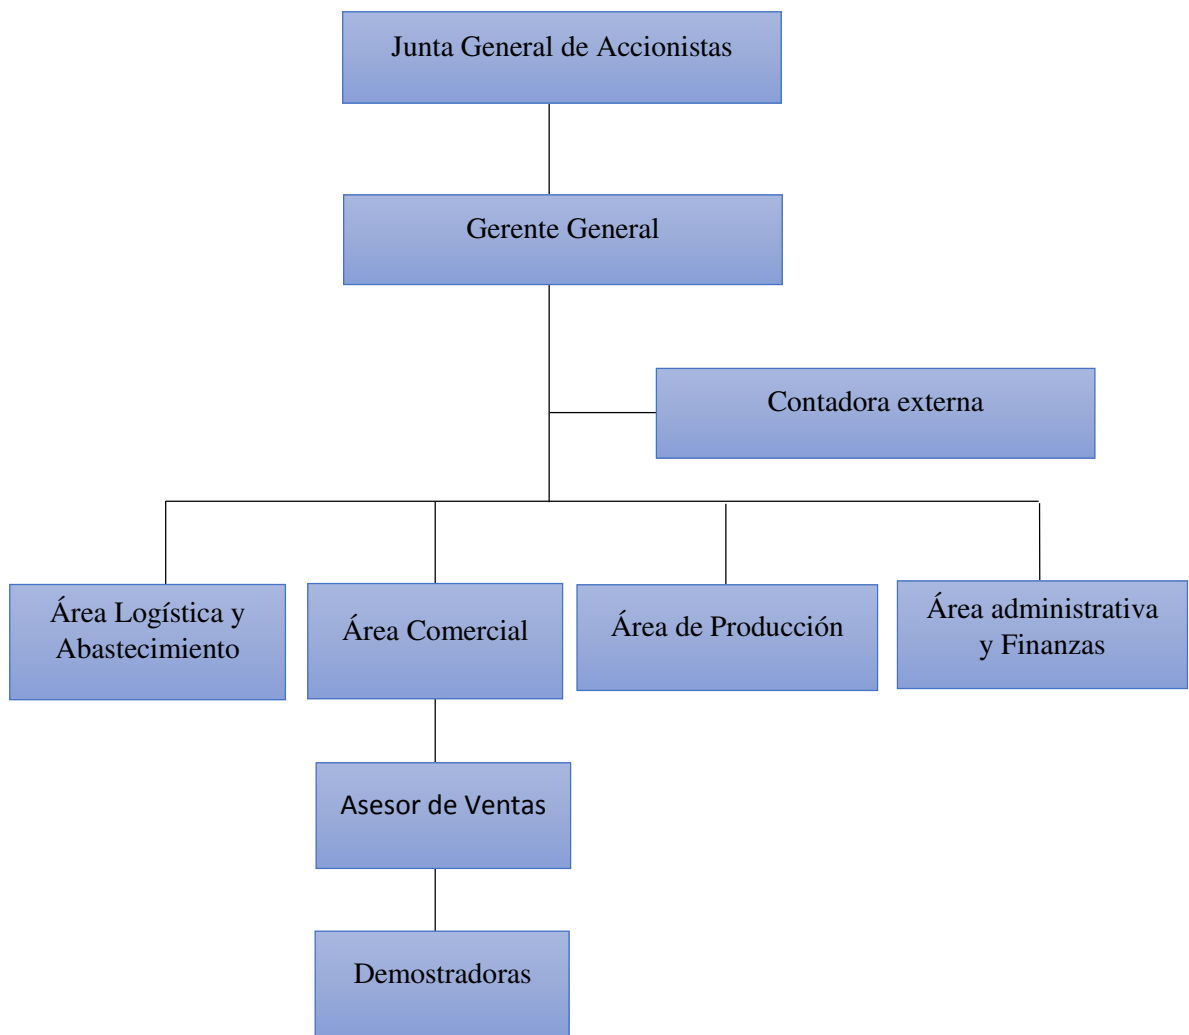 Junta General de Accionistas
Gerente General
Contadora externa
Área Logística y
Abastecimiento
Área Comercial
Área de Producción
Área administrativa
y Finanzas
Asesor de Ventas
Demostradoras